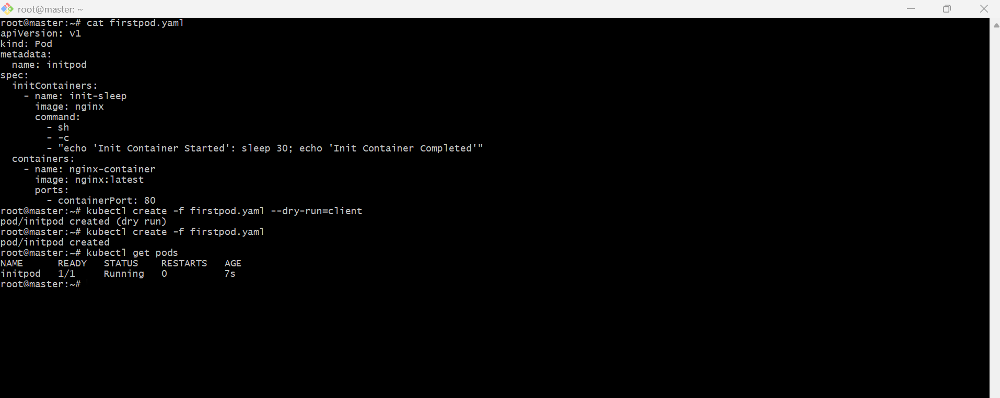 root@master: ~
root@master:~# cat firstpod.yaml
apiVersion: v1
kind: Pod
metadata:
  name: initpod
spec:
  initContainers:
    - name: init-sleep
      image: nginx
      command:
        - sh
        - -c
        - "echo 'Init Container Started': sleep 30; echo 'Init Container Completed'"
  containers:
    - name: nginx-container
      image: nginx:latest
      ports:
        - containerPort: 80
root@master:~# kubectl create -f firstpod.yaml --dry-run=client
pod/initpod created (dry run)
root@master:~# kubectl create -f firstpod.yaml
pod/initpod created
root@master:~# kubectl get pods
NAME      READY   STATUS    RESTARTS   AGE
initpod   1/1     Running   0          7s
root@master:~#